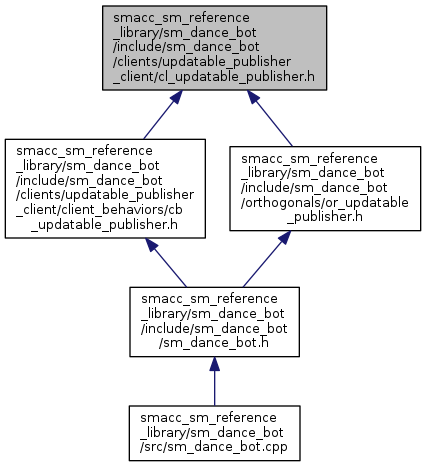 smacc_sm_reference
_library/sm_dance_bot
/include/sm_dance_bot
/clients/updatable_publisher
_client/cl_updatable_publisher.h
smacc_sm_reference
_library/sm_dance_bot
/include/sm_dance_bot
/clients/updatable_publisher
_client/client_behaviors/cb
_updatable_publisher.h
smacc_sm_reference
_library/sm_dance_bot
/include/sm_dance_bot
/orthogonals/or_updatable
_publisher.h
smacc_sm_reference
_library/sm_dance_bot
/include/sm_dance_bot
/sm_dance_bot.h
smacc_sm_reference
_library/sm_dance_bot
/src/sm_dance_bot.cpp